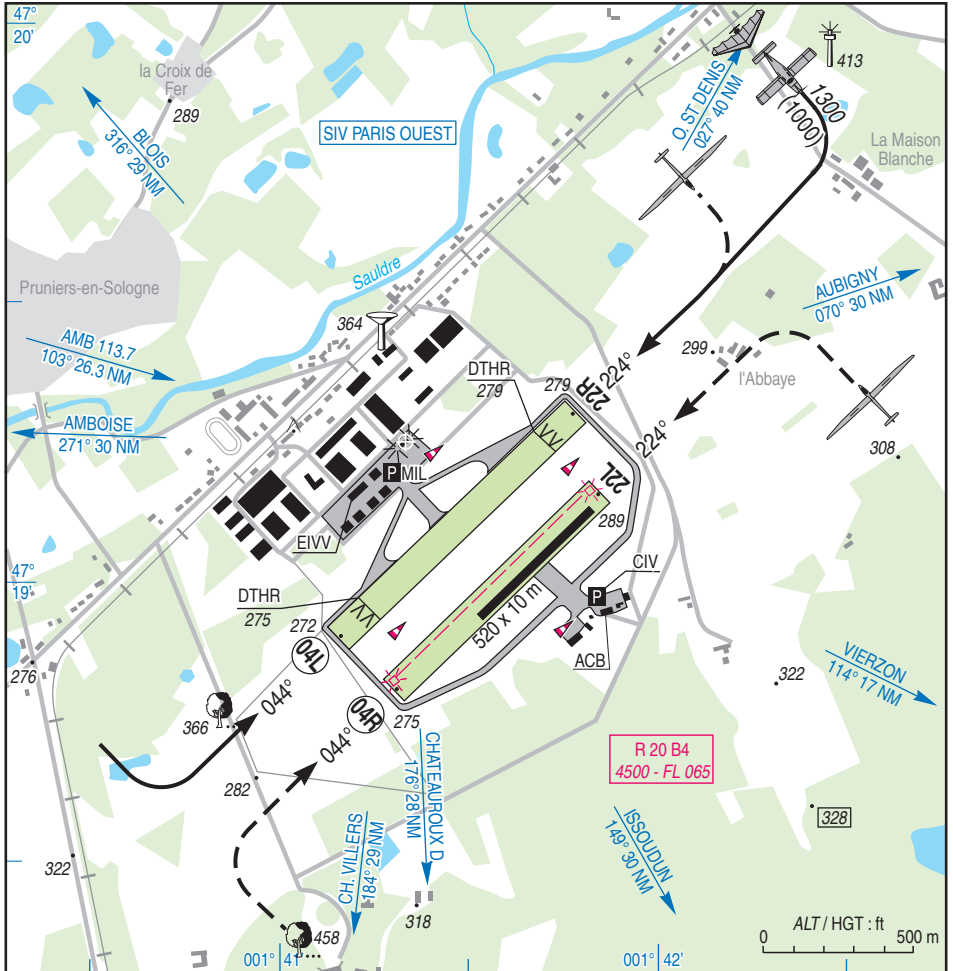 47°
20'
la Croix de
Fer
289
BLOIS
316° 29 NM
SIV PARIS OUEST
O.ST DENIS
027° 40 NM
413
1300
(1000)
La Maison
Blanche
Sauldre
Pruniers-en-Sologne
AUBIGNY
070° 30 NM
364
AMB 113.7
103° 26.3 NM
DTHR
279
279
22R
224°
299
l'Abbaye
AMBOISE
271° 30 NM
224°
308
P MIL
22L
289
EIVV
CIV
P
47°
19'
DTHR
275
272
520 x 10 m
ACB
04L
044°
276
366
04R
275
044°
VIERZON
114° 17 NM
322
R 20 B4
4500 - FL 065
CHATEAUROUX D
176° 28 NM
282
328
ISSOUDUN
149° 30 NM
CH. VILLERS
184° 29 NM
322
318
458
ALT / HGT : ft
0 500 m
001° 41'
001° 42'